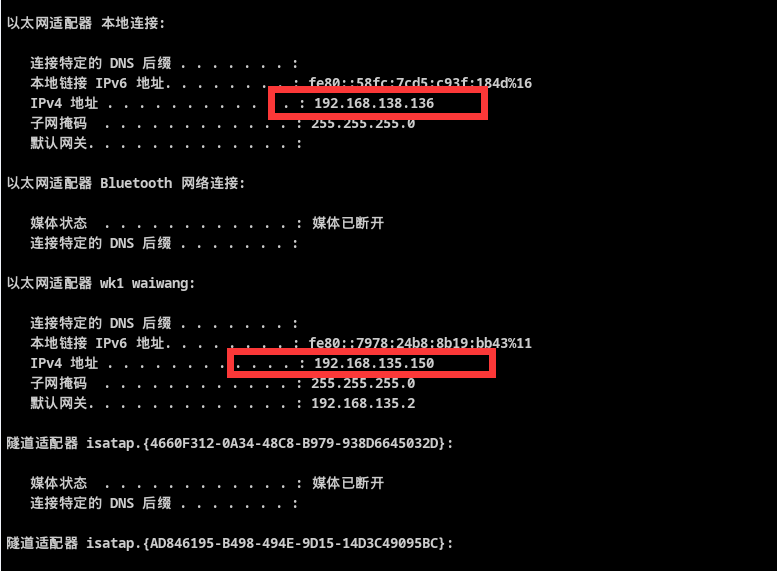 以太网适配器 本地连接:
连接特定的 DNS 后缀 . . . . . . . :
本地链接 IPv6 地址. . . . . . . . : fe80::58fc:7cd5:c93f:184d%16
IPv4 地址 . . . . . . . . . . . . : 192.168.138.136
子网掩码 . . . . . . . . . . . . : 255.255.255.0
默认网关. . . . . . . . . . . . . :
以太网适配器 Bluetooth 网络连接:
媒体状态 . . . . . . . . . . . . : 媒体已断开
连接特定的 DNS 后缀 . . . . . . . :
以太网适配器 wk1 waiwang:
连接特定的 DNS 后缀 . . . . . . . :
本地链接 IPv6 地址. . . . . . . . : fe80::7978:24b8:8b19:bb43%11
IPv4 地址 . . . . . . . . . . . . : 192.168.135.150
子网掩码 . . . . . . . . . . . . : 255.255.255.0
默认网关. . . . . . . . . . . . . : 192.168.135.2
隧道适配器 isatap.{4660F312-0A34-48C8-B979-938D6645032D}:
媒体状态 . . . . . . . . . . . . : 媒体已断开
连接特定的 DNS 后缀 . . . . . . . :
隧道适配器 isatap.{AD846195-B498-494E-9D15-14D3C49095BC}: